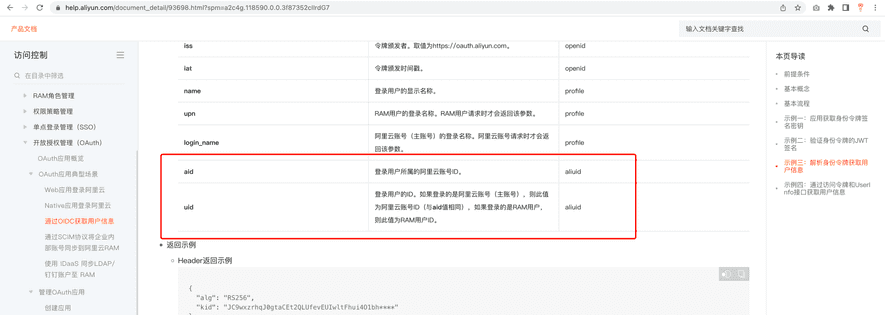 help.aliyun.com/document_detail/93698.html?spm=a2c4g.118590.0.0.3f87352cIlrdG7
产品文档
输入文档关键字查找
访问控制
在目录中筛选
RAM角色管理
权限策略管理
单点登录管理（SSO）
开放授权管理（OAuth）
OAuth应用概览
OAuth应用典型场景
Web应用登录阿里云
Native应用登录阿里云
通过OIDC获取用户信息
通过SCIM协议将企业内
部账号同步到阿里云RAM
使用 IDaaS 同步LDAP/
钉钉账户至 RAM
管理OAuth应用
创建应用
iss 令牌颁发者。取值为https://oauth.aliyun.com。 openid
iat 令牌颁发时间戳。 openid
name 登录用户的显示名称。 profile
upn RAM用户的登录名称。RAM用户请求时才会返回该参数。 profile
login_name 阿里云账号（主账号）的登录名称。阿里云账号请求时才会返
回该参数。 profile
aid 登录用户所属的阿里云账号ID。 aliuid
uid 登录用户的ID。如果登录的是阿里云账号（主账号），则此值
为阿里云账号ID（与aid值相同）。如果登录的是RAM用户，
则此值为RAM用户ID。 aliuid
返回示例
Header返回示例
{
"alg": "RS256",
"kid": "JC9wxzrhqJ0gtaCEt2QLUfevEUIwltFhui4O1bh****"
本页导读
前提条件
基本概念
基本流程
示例一：应用获取身份令牌签
名密钥
示例二：验证身份令牌的JWT
签名
示例三：解析身份令牌获取用
户信息
示例四：通过访问令牌和UserI
nfo接口获取用户信息